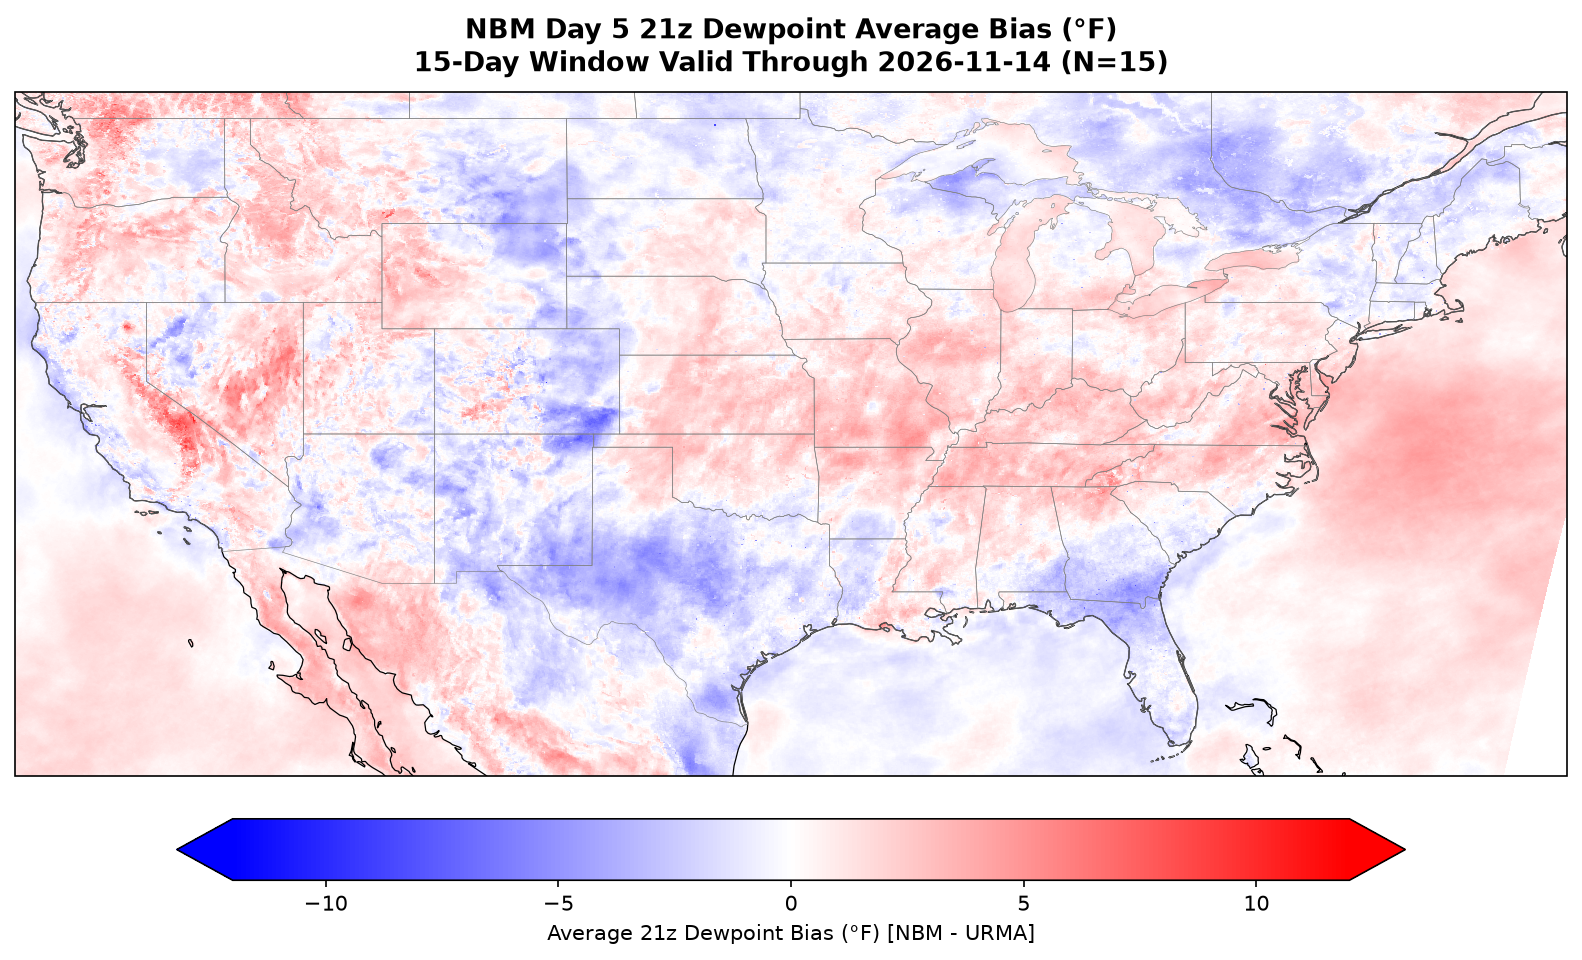 NBM Day 5 21z Dewpoint Average Bias (°F)
15-Day Window Valid Through 2026-11-14 (N=15)
−10 −5 0 5 10
Average 21z Dewpoint Bias (°F) [NBM - URMA]